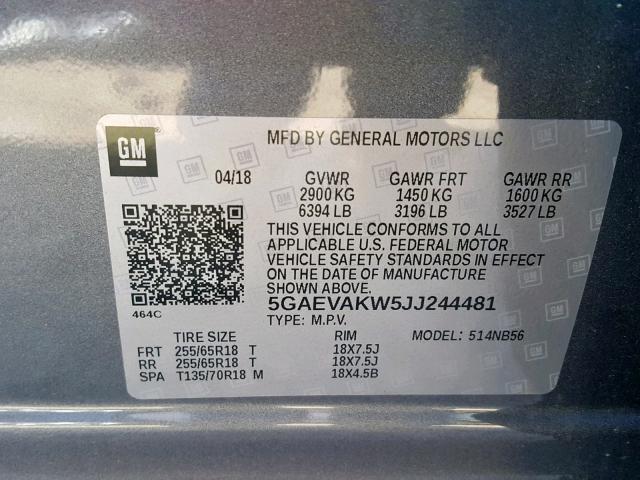 GM
MFD BY GENERAL MOTORS LLC
04/18 GVWR GAWR FRT GAWR RR
2900 KG 1450 KG 1600 KG
6394 LB 3196 LB 3527 LB
THIS VEHICLE CONFORMS TO ALL
APPLICABLE U.S. FEDERAL MOTOR
VEHICLE SAFETY STANDARDS IN EFFECT
ON THE DATE OF MANUFACTURE
SHOWN ABOVE.
464C
5GAEVAKW5JJ244481
TYPE: M.P.V.
TIRE SIZE RIM MODEL: 514NB56
FRT 255/65R18 T 18X7.5J
RR 255/65R18 T 18X7.5J
SPA T135/70R18 M 18X4.5B